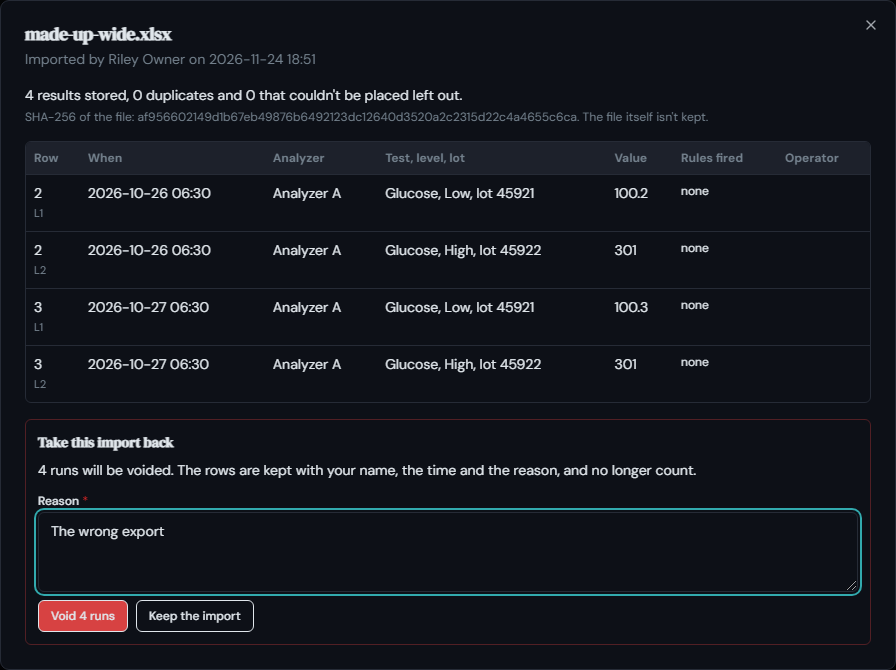 made-up-wide.xlsx
Imported by Riley Owner on 2026-11-24 18:51
4 results stored, 0 duplicates and 0 that couldn't be placed left out.
SHA-256 of the file: af956602149d1b67eb49876b6492123dc12640d3520a2c2315d22c4a4655c6ca. The file itself isn't kept.
Row When Analyzer Test, level, lot Value Rules fired Operator
2 2026-10-26 06:30 Analyzer A Glucose, Low, lot 45921 100.2 none
L1
2 2026-10-26 06:30 Analyzer A Glucose, High, lot 45922 301 none
L2
3 2026-10-27 06:30 Analyzer A Glucose, Low, lot 45921 100.3 none
L1
3 2026-10-27 06:30 Analyzer A Glucose, High, lot 45922 301 none
L2
Take this import back
4 runs will be voided. The rows are kept with your name, the time and the reason, and no longer count.
Reason *
The wrong export
Void 4 runs Keep the import